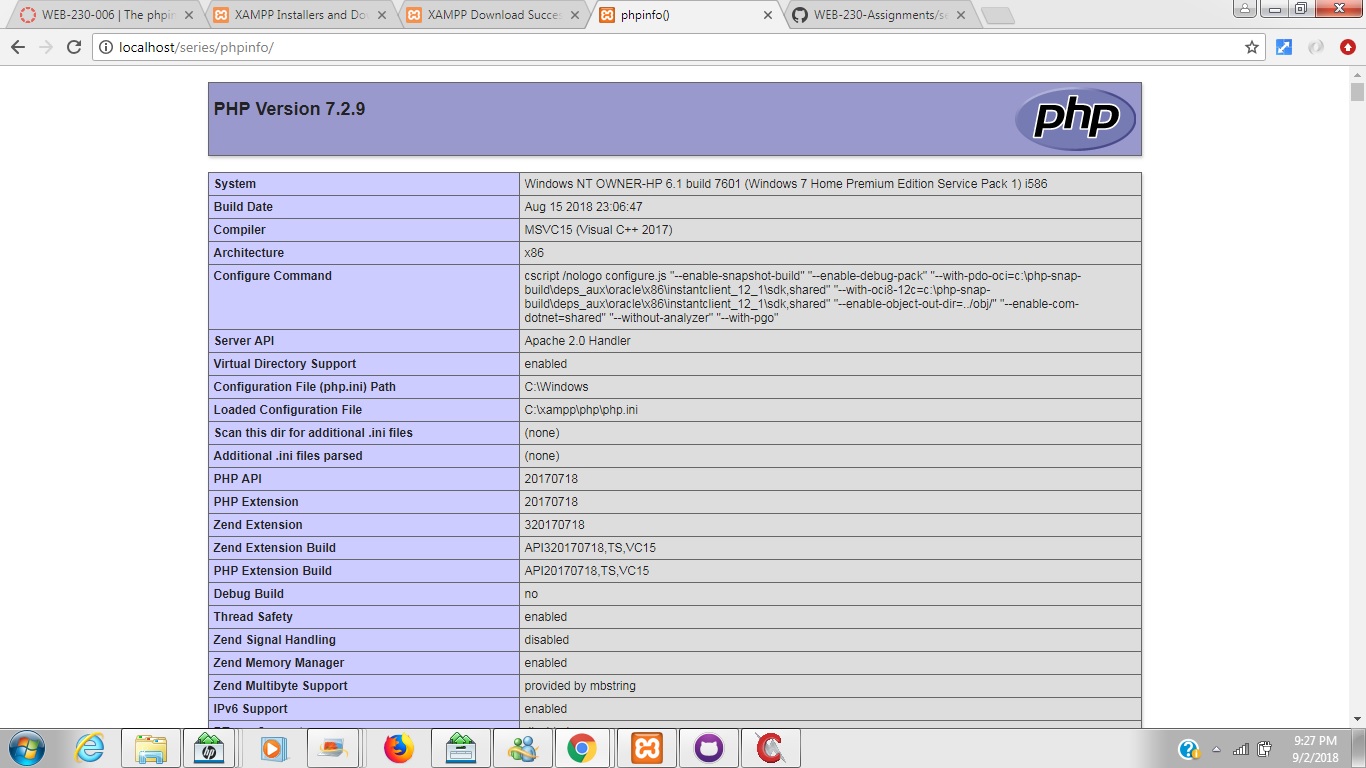 WEB-230-006 | The phpin
XAMPP Installers and Do
XAMPP Download Succe
phpinfo()
WEB-230-Assignments/se
localhost/series/phpinfo/
PHP Version 7.2.9
php
System Windows NT OWNER-HP 6.1 build 7601 (Windows 7 Home Premium Edition Service Pack 1) i586
Build Date Aug 15 2018 23:06:47
Compiler MSVC15 (Visual C++ 2017)
Architecture x86
Configure Command cscript /nologo configure.js "--enable-snapshot-build" "--enable-debug-pack" "--with-pdo-oci=c:\php-snap-
build\deps_aux\oracle\x86\instantclient_12_1\sdk,shared" "--with-oci8-12c=c:\php-snap-
build\deps_aux\oracle\x86\instantclient_12_1\sdk,shared" "--enable-object-out-dir=../obj/" "--enable-com-
dotnet=shared" "--without-analyzer" "--with-pgo"
Server API Apache 2.0 Handler
Virtual Directory Support enabled
Configuration File (php.ini) Path C:\Windows
Loaded Configuration File C:\xampp\php\php.ini
Scan this dir for additional .ini files (none)
Additional .ini files parsed (none)
PHP API 20170718
PHP Extension 20170718
Zend Extension 320170718
Zend Extension Build API320170718,TS,VC15
PHP Extension Build API20170718,TS,VC15
Debug Build no
Thread Safety enabled
Zend Signal Handling disabled
Zend Memory Manager enabled
Zend Multibyte Support provided by mbstring
IPv6 Support enabled
hp
9:27 PM
9/2/2018